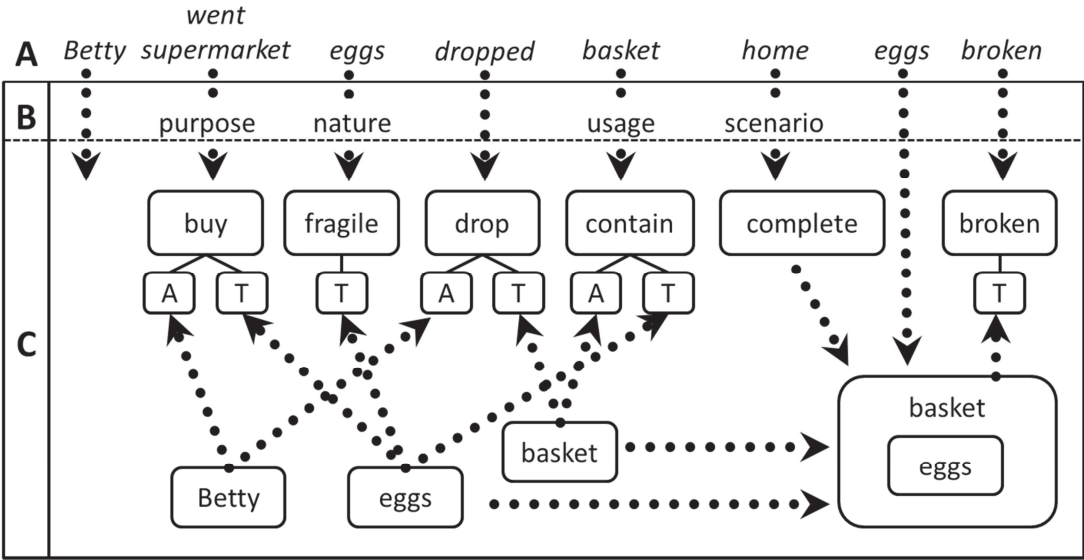 went
A Betty supermarket eggs dropped basket home eggs broken
B purpose nature usage scenario
buy fragile drop contain complete broken
A T T A T A T T
C
basket
basket eggs
Betty eggs